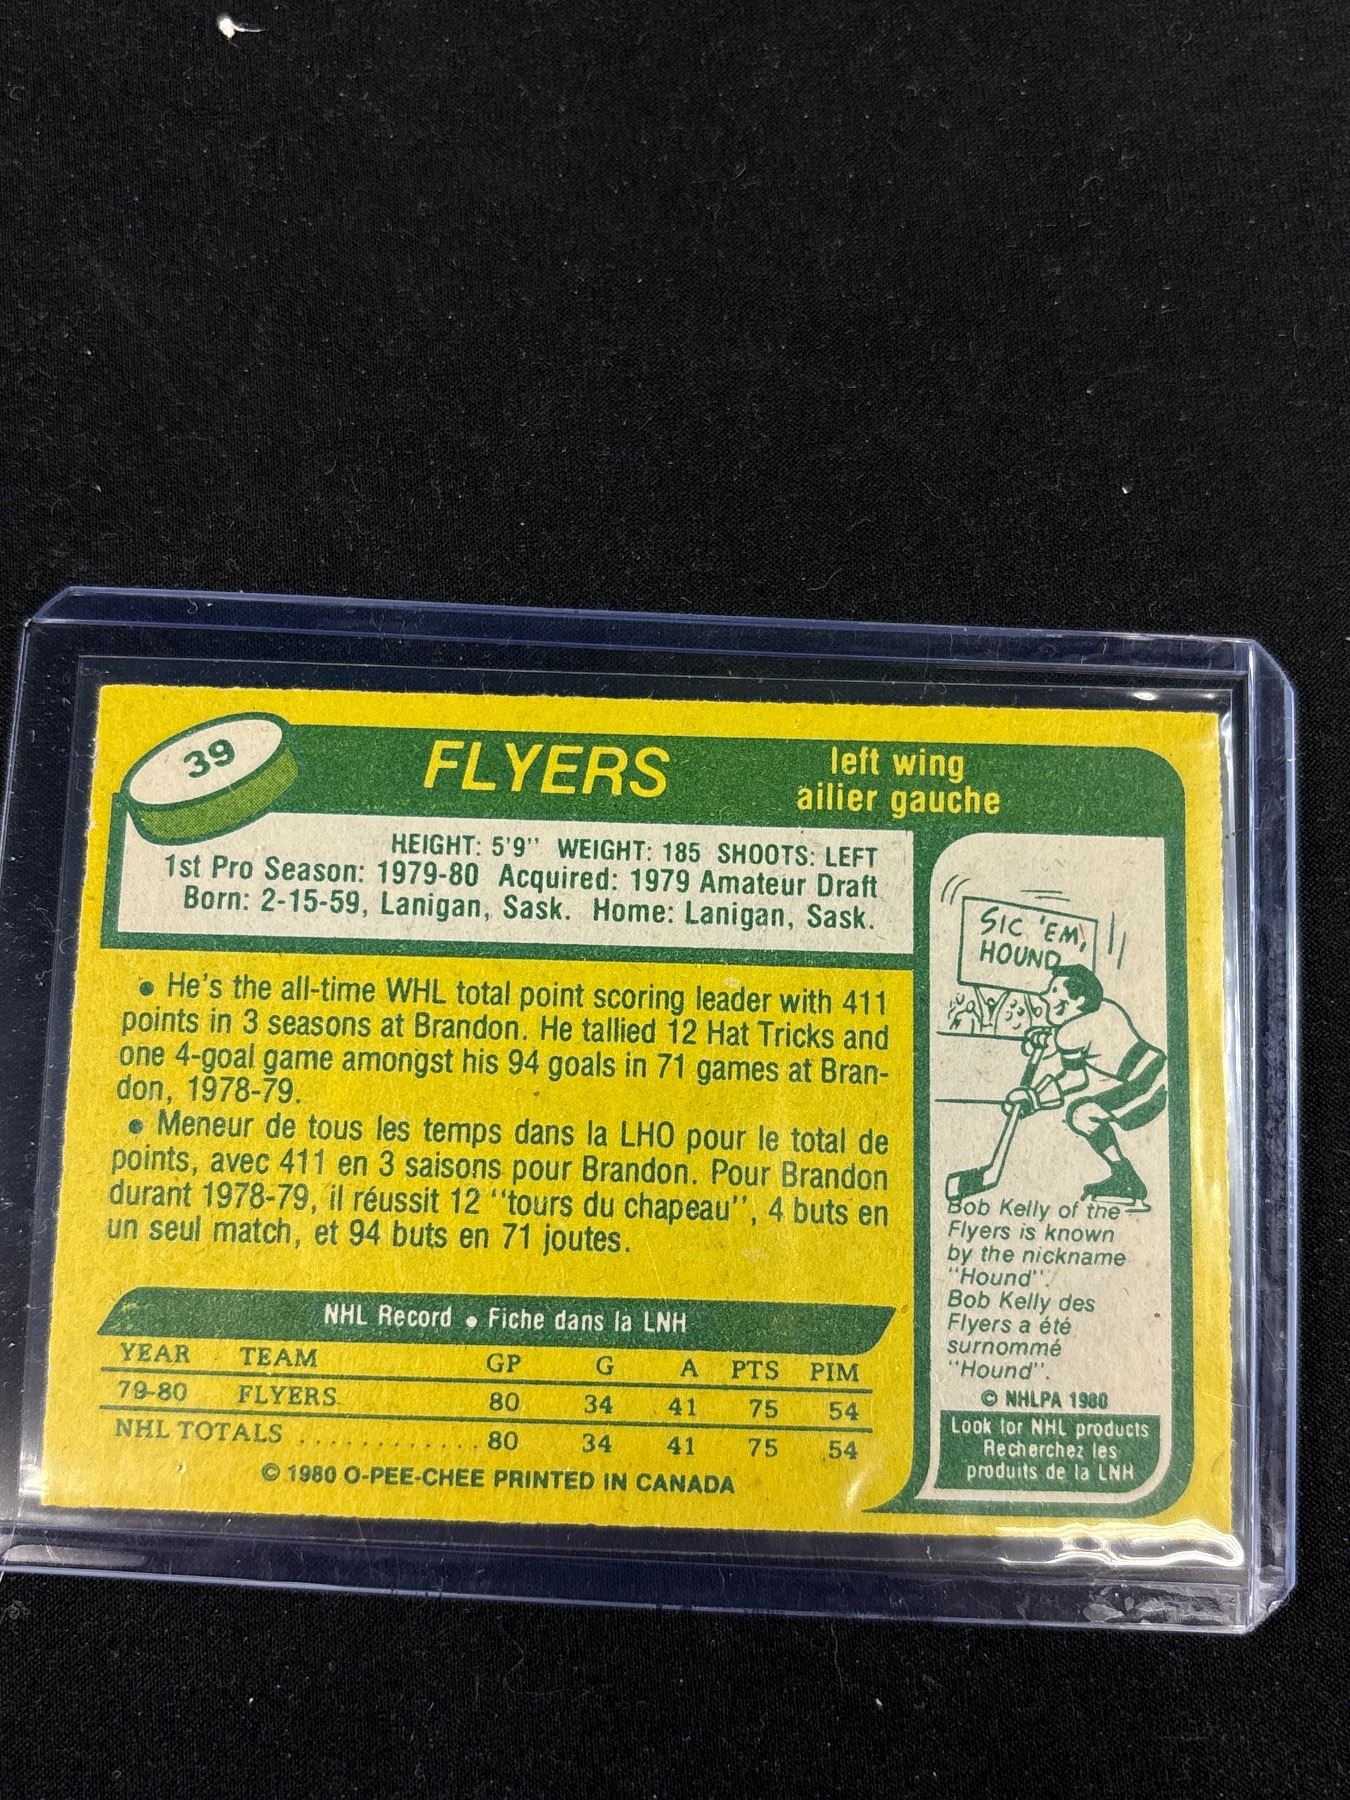 39
FLYERS
left wing
ailier gauche
HEIGHT: 5'9" WEIGHT: 185 SHOOTS: LEFT
1st Pro Season: 1979-80 Acquired: 1979 Amateur Draft
Born: 2-15-59, Lanigan, Sask. Home: Lanigan, Sask.
• He's the all-time WHL total point scoring leader with 411
points in 3 seasons at Brandon. He tallied 12 Hat Tricks and
one 4-goal game amongst his 94 goals in 71 games at Bran-
don, 1978-79.
• Meneur de tous les temps dans la LHO pour le total de
points, avec 411 en 3 saisons pour Brandon. Pour Brandon
durant 1978-79, il réussit 12 "tours du chapeau", 4 buts en
un seul match, et 94 buts en 71 joutes.
NHL Record • Fiche dans la LNH
YEAR TEAM GP G A PTS PIM
79-80 FLYERS 80 34 41 75 54
NHL TOTALS ............ 80 34 41 75 54
© 1980 O-PEE-CHEE PRINTED IN CANADA
SIC 'EM,
HOUND
Bob Kelly of the
Flyers is known
by the nickname
"Hound".
Bob Kelly des
Flyers a été
surnommé
"Hound".
© NHLPA 1980
Look for NHL products
Recherchez les
produits de la LNH